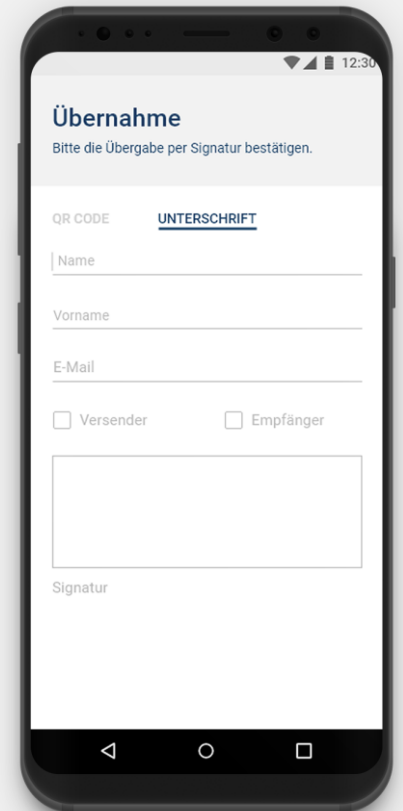 12:30
Übernahme
Bitte die Übergabe per Signatur bestätigen.
QR CODE UNTERSCHRIFT
Name
Vorname
E-Mail
Versender Empfänger
Signatur